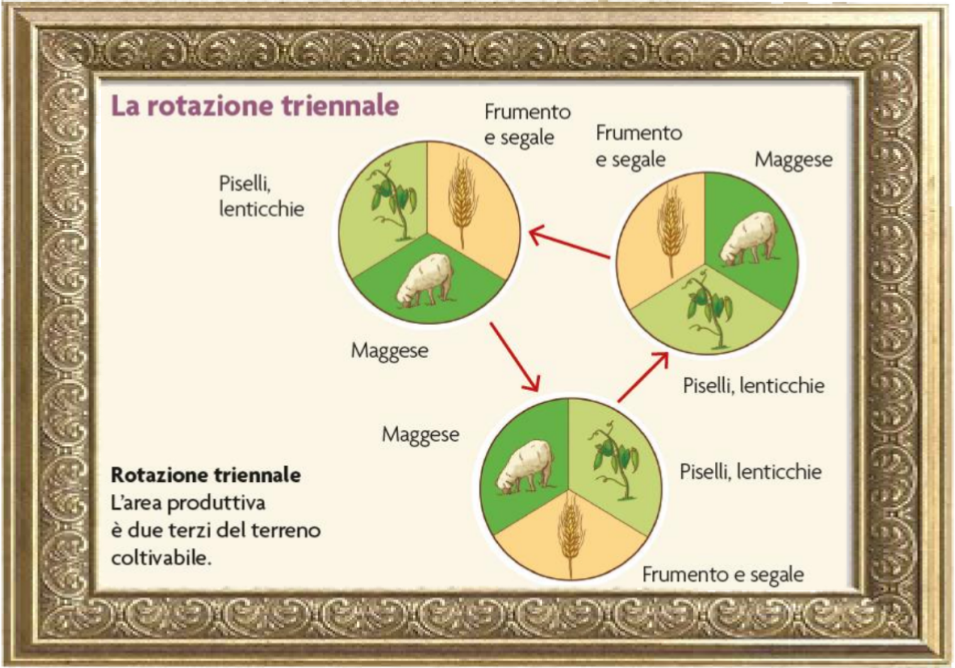 La rotazione triennale
Frumento
e segale
Piselli,
lenticchie
Maggese
Frumento
e segale
Maggese
Piselli, lenticchie
Maggese
Piselli, lenticchie
Frumento e segale
Rotazione triennale
L'area produttiva
è due terzi del terreno
coltivabile.